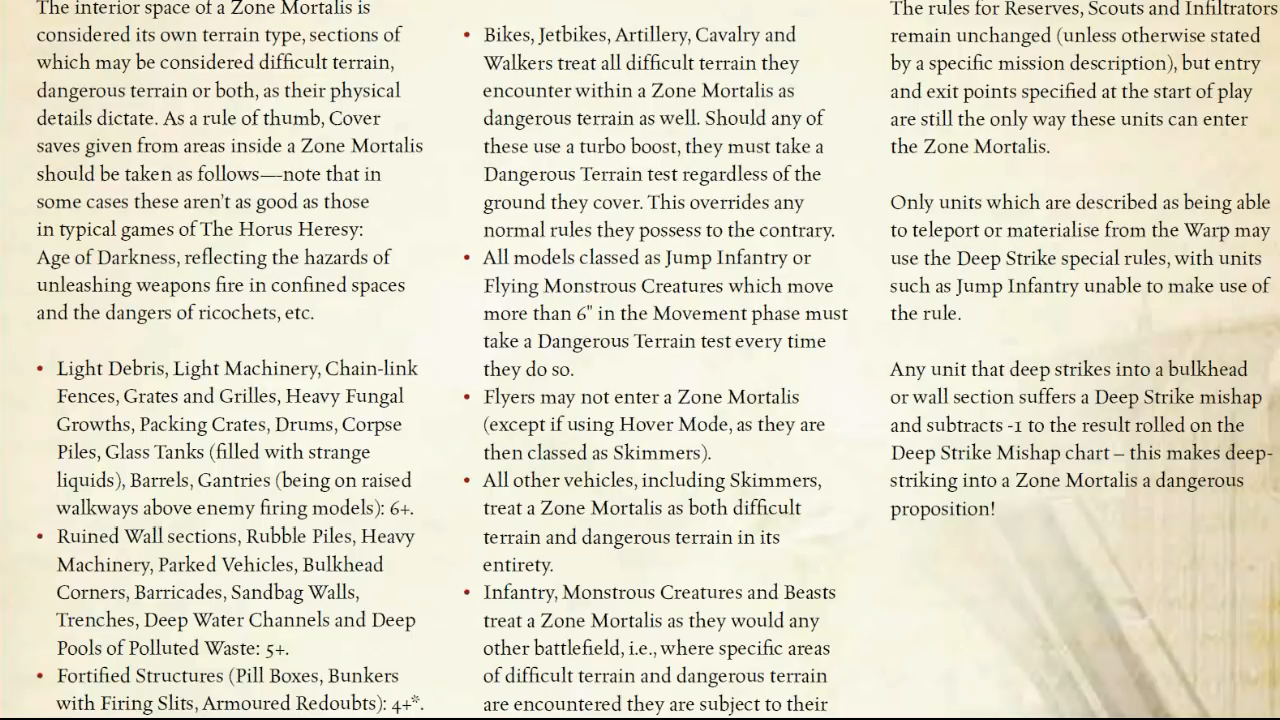 The interior space of a Zone Mortalis is
considered its own terrain type, sections of
which may be considered difficult terrain,
dangerous terrain or both, as their physical
details dictate. As a rule of thumb, Cover
saves given from areas inside a Zone Mortalis
should be taken as follows—-note that in
some cases these aren't as good as those
in typical games of The Horus Heresy:
Age of Darkness, reflecting the hazards of
unleashing weapons fire in confined spaces
and the dangers of ricochets, etc.
• Light Debris, Light Machinery, Chain-link
Fences, Grates and Grilles, Heavy Fungal
Growths, Packing Crates, Drums, Corpse
Piles, Glass Tanks (filled with strange
liquids), Barrels, Gantries (being on raised
walkways above enemy firing models): 6+.
• Ruined Wall sections, Rubble Piles, Heavy
Machinery, Parked Vehicles, Bulkhead
Corners, Barricades, Sandbag Walls,
Trenches, Deep Water Channels and Deep
Pools of Polluted Waste: 5+.
• Fortified Structures (Pill Boxes, Bunkers
with Firing Slits, Armoured Redoubts): 4+*.
• Bikes, Jetbikes, Artillery, Cavalry and
Walkers treat all difficult terrain they
encounter within a Zone Mortalis as
dangerous terrain as well. Should any of
these use a turbo boost, they must take a
Dangerous Terrain test regardless of the
ground they cover. This overrides any
normal rules they possess to the contrary.
• All models classed as Jump Infantry or
Flying Monstrous Creatures which move
more than 6" in the Movement phase must
take a Dangerous Terrain test every time
they do so.
• Flyers may not enter a Zone Mortalis
(except if using Hover Mode, as they are
then classed as Skimmers).
• All other vehicles, including Skimmers,
treat a Zone Mortalis as both difficult
terrain and dangerous terrain in its
entirety.
• Infantry, Monstrous Creatures and Beasts
treat a Zone Mortalis as they would any
other battlefield, i.e., where specific areas
of difficult terrain and dangerous terrain
are encountered they are subject to their
The rules for Reserves, Scouts and Infiltrators
remain unchanged (unless otherwise stated
by a specific mission description), but entry
and exit points specified at the start of play
are still the only way these units can enter
the Zone Mortalis.
Only units which are described as being able
to teleport or materialise from the Warp may
use the Deep Strike special rules, with units
such as Jump Infantry unable to make use of
the rule.
Any unit that deep strikes into a bulkhead
or wall section suffers a Deep Strike mishap
and subtracts -1 to the result rolled on the
Deep Strike Mishap chart – this makes deep-
striking into a Zone Mortalis a dangerous
proposition!